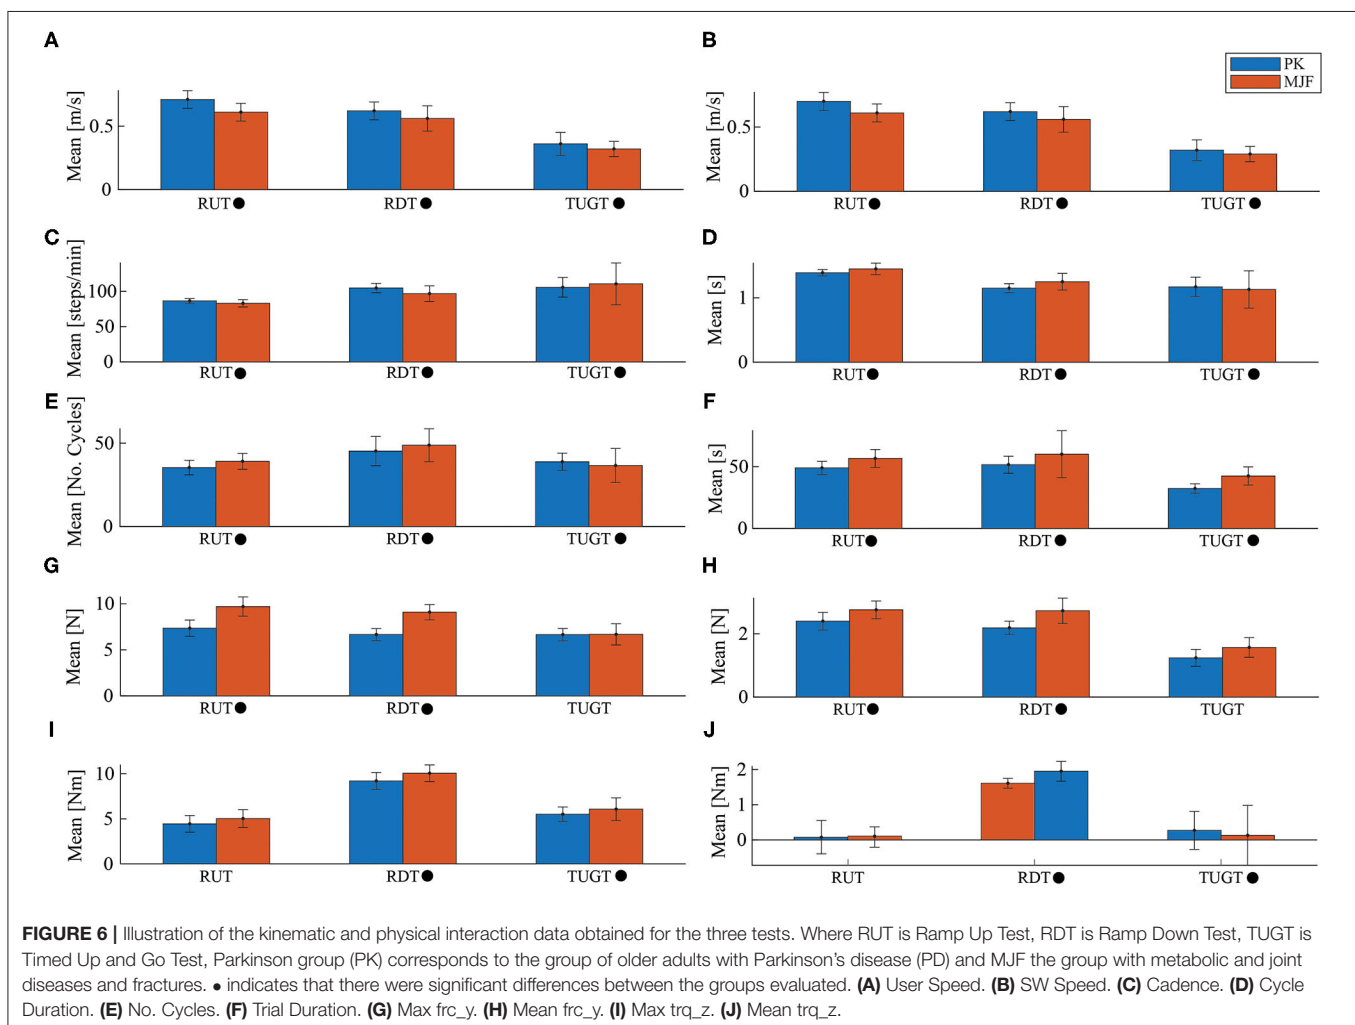 A
Mean [m/s]
0.5
0
RUT ●
RDT ●
TUGT ●
B
PK
MJF
Mean [m/s]
0.5
0
RUT ●
RDT ●
TUGT ●
C
Mean [steps/min]
100
50
0
RUT ●
RDT ●
TUGT ●
D
Mean [s]
1
0
RUT ●
RDT ●
TUGT ●
E
Mean [No. Cycles]
50
0
RUT ●
RDT ●
TUGT ●
F
Mean [s]
50
0
RUT ●
RDT ●
TUGT ●
G
Mean [N]
10
5
0
RUT ●
RDT ●
TUGT
H
Mean [N]
2
0
RUT ●
RDT ●
TUGT
I
Mean [Nm]
10
5
0
RUT
RDT ●
TUGT ●
J
Mean [Nm]
2
1
0
RUT
RDT ●
TUGT ●
FIGURE 6 | Illustration of the kinematic and physical interaction data obtained for the three tests. Where RUT is Ramp Up Test, RDT is Ramp Down Test, TUGT is
Timed Up and Go Test, Parkinson group (PK) corresponds to the group of older adults with Parkinson's disease (PD) and MJF the group with metabolic and joint
diseases and fractures. • indicates that there were significant differences between the groups evaluated. (A) User Speed. (B) SW Speed. (C) Cadence. (D) Cycle
Duration. (E) No. Cycles. (F) Trial Duration. (G) Max frc_y. (H) Mean frc_y. (I) Max trq_z. (J) Mean trq_z.